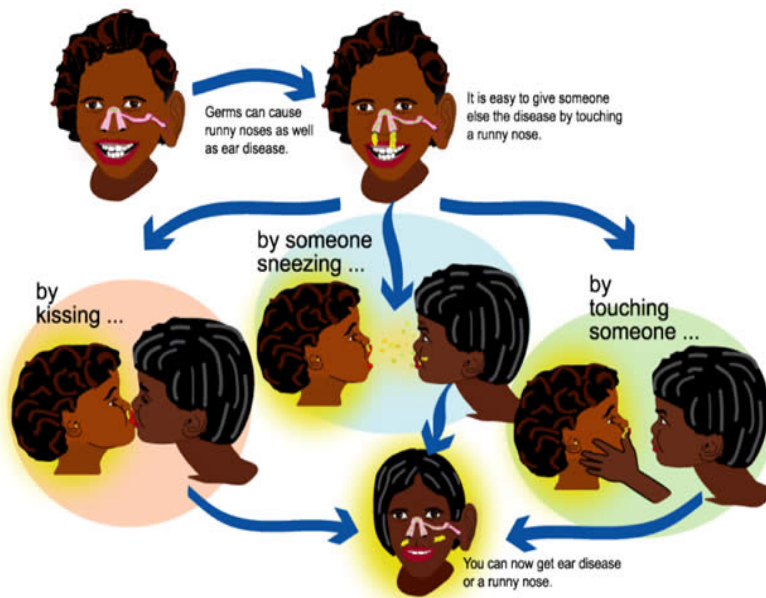 Germs can cause
runny noses as well
as ear disease.
It is easy to give someone
else the disease by touching
a runny nose.
by
kissing ...
by someone
sneezing ...
by
touching
someone ...
You can now get ear disease
or a runny nose.